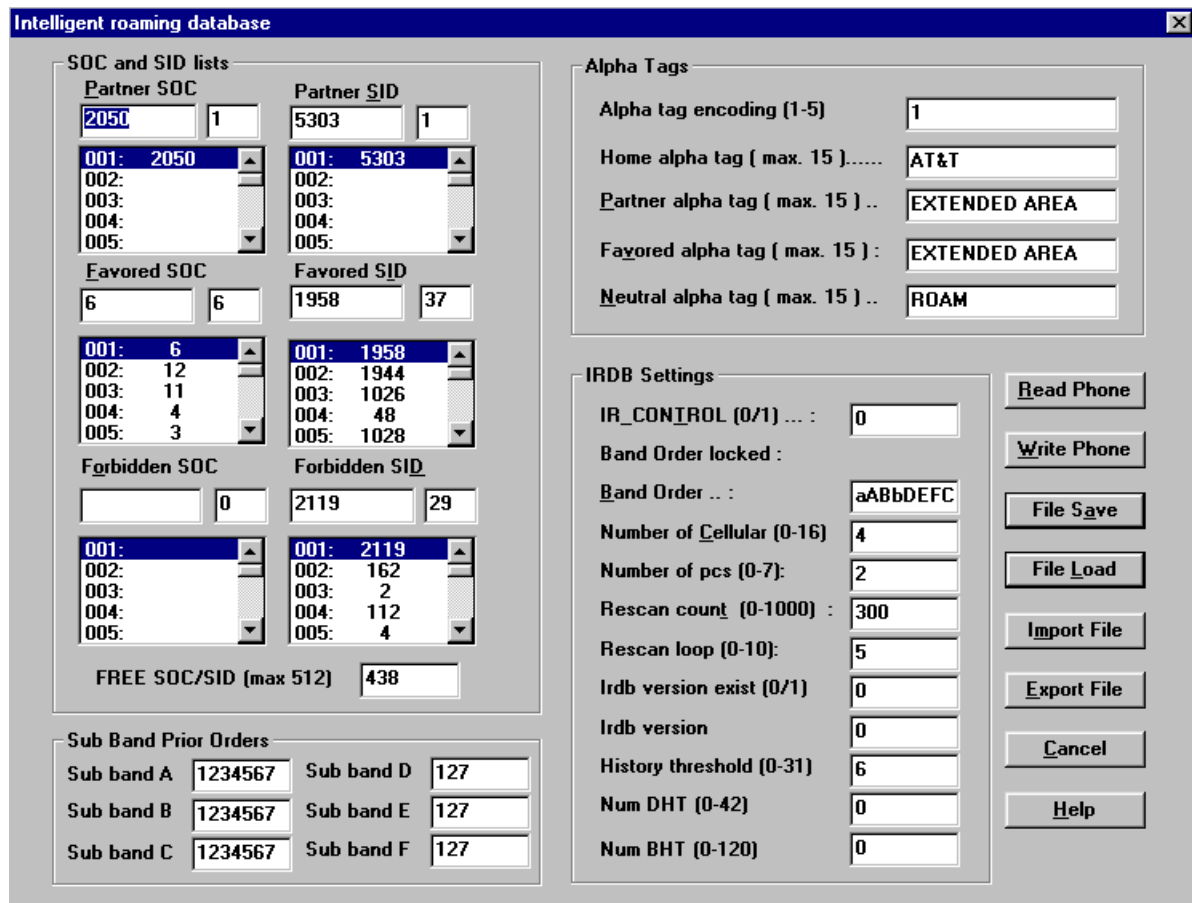 Intelligent roaming database
SOC and SID lists
Partner SOC
2050 1
001: 2050
002:
003:
004:
005:
Partner SID
5303 1
001: 5303
002:
003:
004:
005:
Favored SOC
6 6
001: 6
002: 12
003: 11
004: 4
005: 3
Favored SID
1958 37
001: 1958
002: 1944
003: 1026
004: 48
005: 1028
Forbidden SOC
0
001:
002:
003:
004:
005:
Forbidden SID
2119 29
001: 2119
002: 162
003: 2
004: 112
005: 4
FREE SOC/SID (max 512) 438
Sub Band Prior Orders
Sub band A 1234567 Sub band D 127
Sub band B 1234567 Sub band E 127
Sub band C 1234567 Sub band F 127
Alpha Tags
Alpha tag encoding (1-5) 1
Home alpha tag ( max. 15 )...... AT&T
Partner alpha tag ( max. 15 ) .. EXTENDED AREA
Favored alpha tag ( max. 15 ) : EXTENDED AREA
Neutral alpha tag ( max. 15 ) .. ROAM
IRDB Settings
IR_CONTROL (0/1) ... : 0
Band Order locked :
Band Order .. : aABbDEFC
Number of Cellular (0-16) 4
Number of pcs (0-7): 2
Rescan count (0-1000) : 300
Rescan loop (0-10): 5
Irdb version exist (0/1) 0
Irdb version 0
History threshold (0-31) 6
Num DHT (0-42) 0
Num BHT (0-120) 0
Read Phone
Write Phone
File Save
File Load
Import File
Export File
Cancel
Help